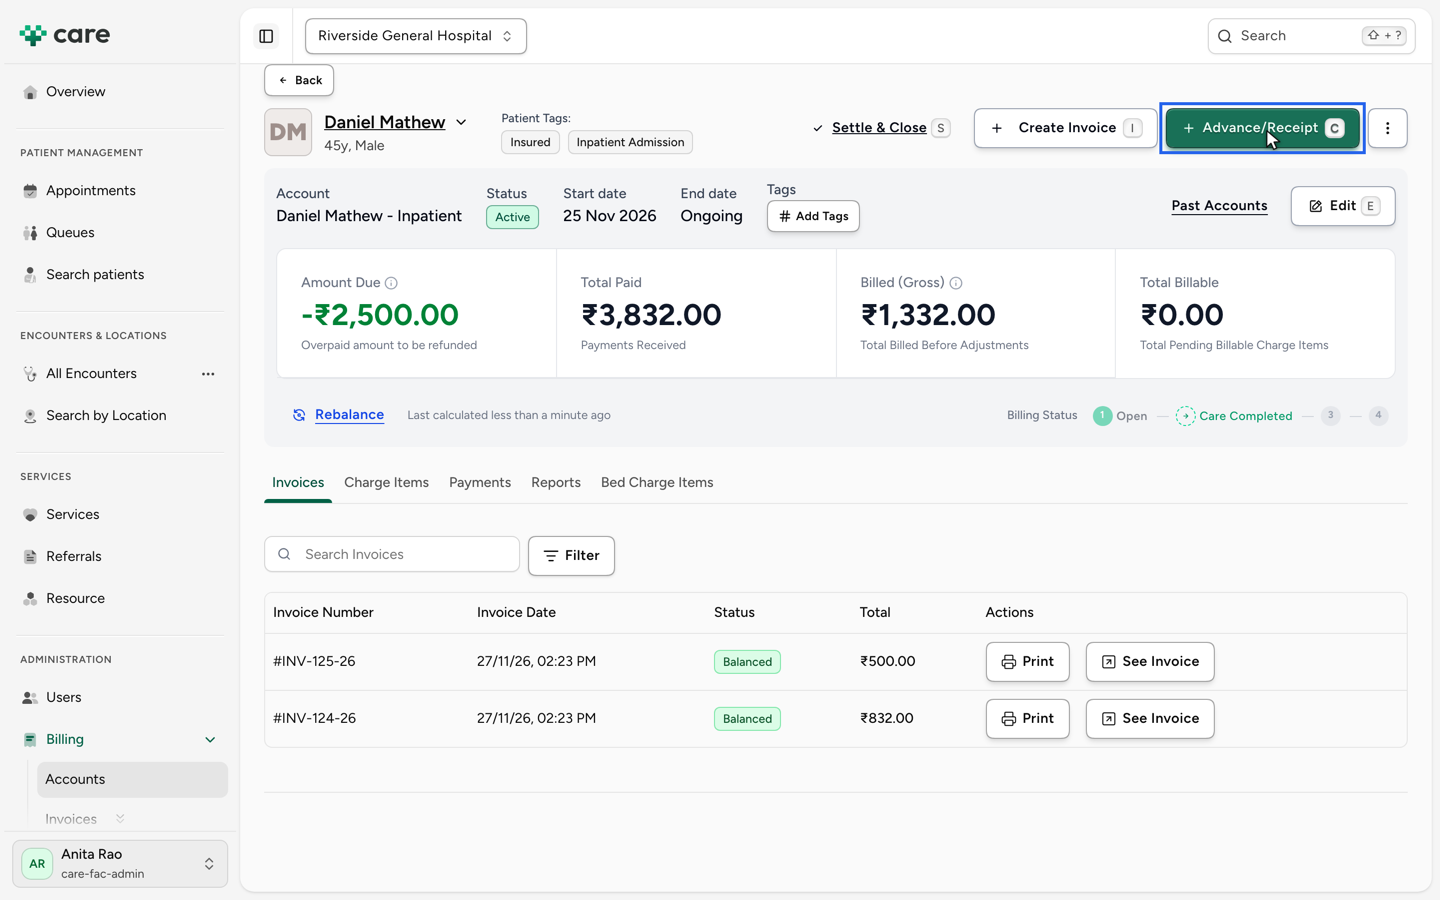 care
Riverside General Hospital
Search
+ ?
Back
Overview
PATIENT MANAGEMENT
Appointments
Queues
Search patients
ENCOUNTERS & LOCATIONS
All Encounters
Search by Location
SERVICES
Services
Referrals
Resource
ADMINISTRATION
Users
Billing
Accounts
Invoices
AR
Anita Rao
care-fac-admin
DM
Daniel Mathew
45y, Male
Patient Tags:
Insured
Inpatient Admission
Settle & Close S
+ Create Invoice I
+ Advance/Receipt C
Account
Daniel Mathew - Inpatient
Status
Active
Start date
25 Nov 2026
End date
Ongoing
Tags
# Add Tags
Past Accounts
Edit E
Amount Due
-₹2,500.00
Overpaid amount to be refunded
Total Paid
₹3,832.00
Payments Received
Billed (Gross)
₹1,332.00
Total Billed Before Adjustments
Total Billable
₹0.00
Total Pending Billable Charge Items
Rebalance
Last calculated less than a minute ago
Billing Status
1 Open
Care Completed
3
4
Invoices Charge Items Payments Reports Bed Charge Items
Search Invoices
Filter
Invoice Number Invoice Date Status Total Actions
#INV-125-26 27/11/26, 02:23 PM Balanced ₹500.00 Print See Invoice
#INV-124-26 27/11/26, 02:23 PM Balanced ₹832.00 Print See Invoice